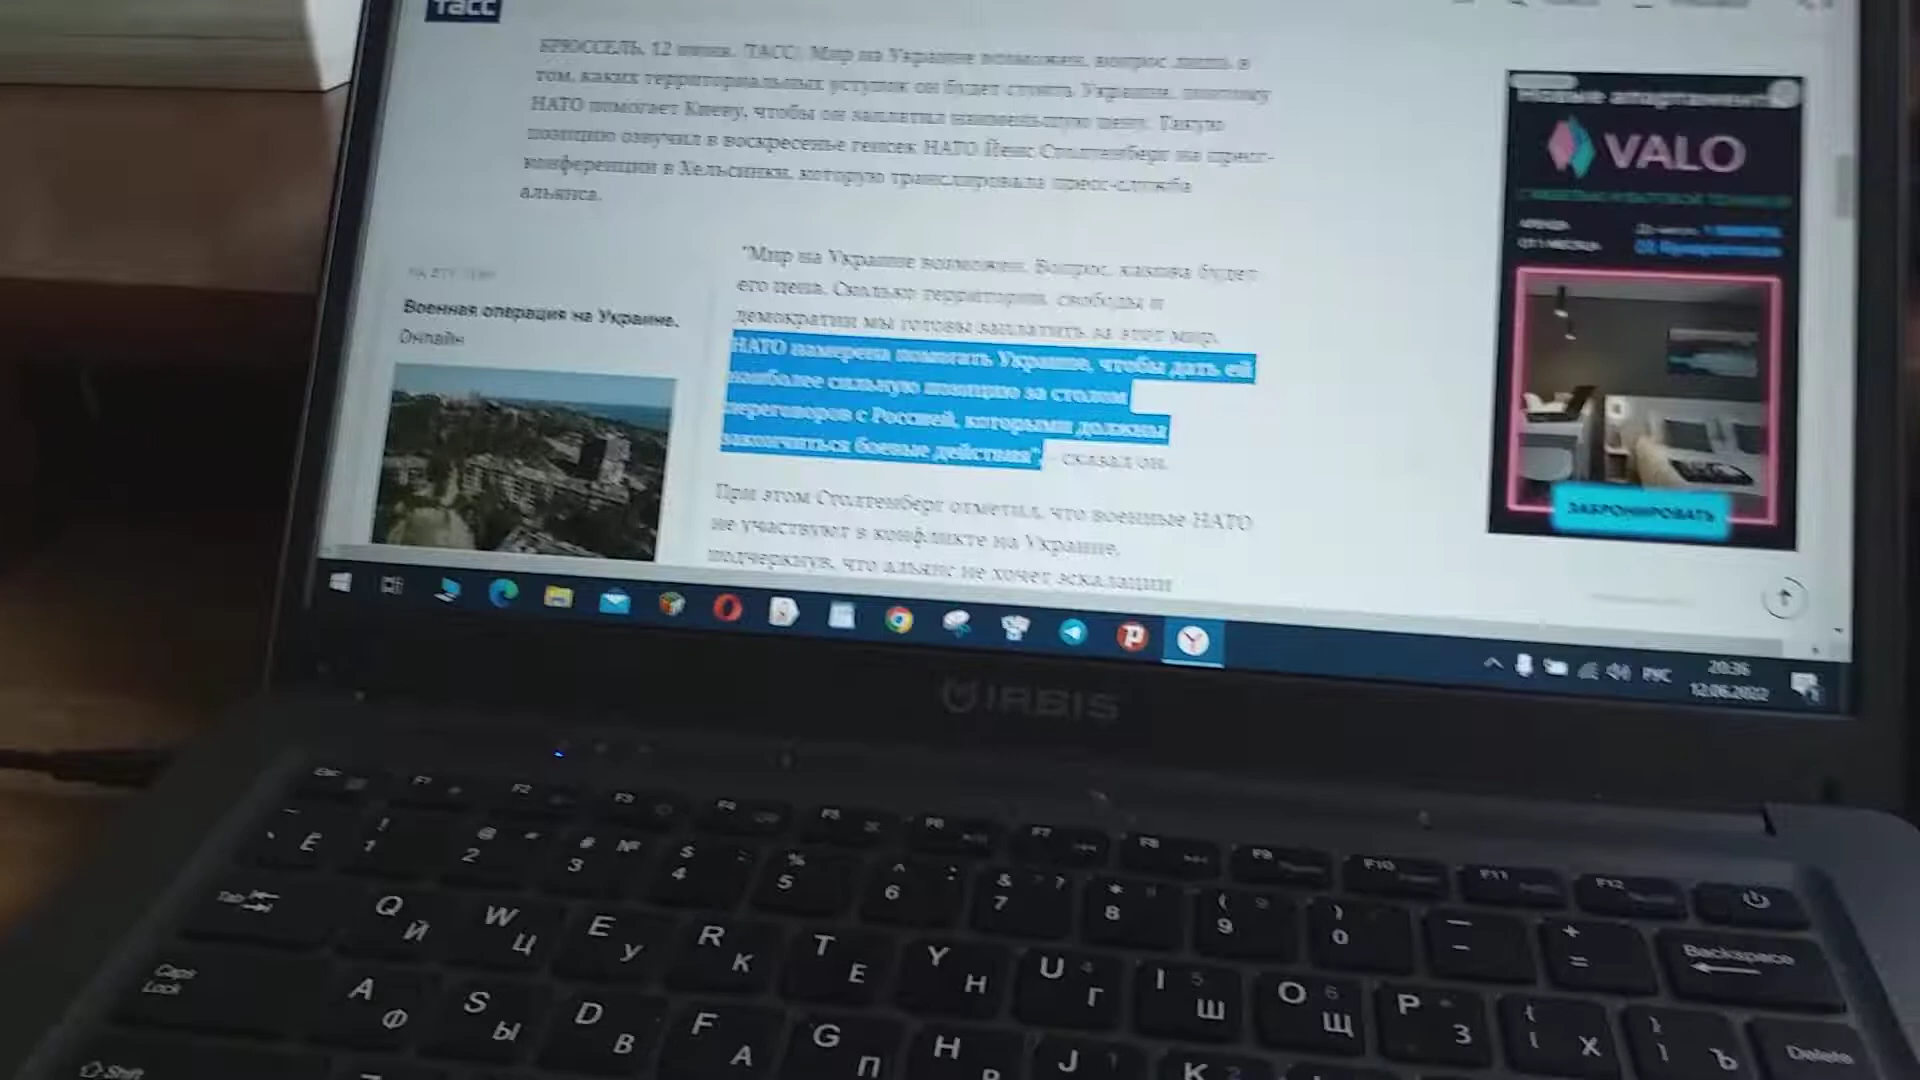 ТАСС
БРЮССЕЛЬ, 12 июня. /ТАСС/. Мир на Украине возможен, вопрос лишь в
том, каких территориальных уступок он будет стоить Украине, поэтому
НАТО помогает Киеву, чтобы он заплатил наименьшую цену. Такую
позицию озвучил в воскресенье генсек НАТО Йенс Столтенберг на пресс-
конференции в Хельсинки, которую транслировала пресс-служба
альянса.
НА ЭТУ ТЕМУ
Военная операция на Украине.
Онлайн
"Мир на Украине возможен. Вопрос, какова будет
его цена. Сколько территории, свободы и
демократии мы готовы заплатить за этот мир.
НАТО намерена помогать Украине, чтобы дать ей
наиболее сильную позицию за столом
переговоров с Россией, которыми должны
закончиться боевые действия", - сказал он.
При этом Столтенберг отметил, что военные НАТО
не участвуют в конфликте на Украине,
подчеркнув, что альянс не хочет эскалации
VALO
ЗАБРОНИРОВАТЬ
РУС
20:36
12.06.2022
IRBIS
Esc F1 F2 F3 F4 F5 F6 F7 F8 F9 F10 F11 F12
` Ё ! 1 @ " 2 # № 3 $ ; 4 % : 5 ^ 6 & ? 7 * 8 ( 9 ) 0 _ - + = Backspace
Tab Q Й W Ц E У R К T Е Y Н U Г I Ш O Щ P З { [ Х } ] Ъ Delete
Caps Lock A Ф S Ы D В F А G П H Р J K
Shift